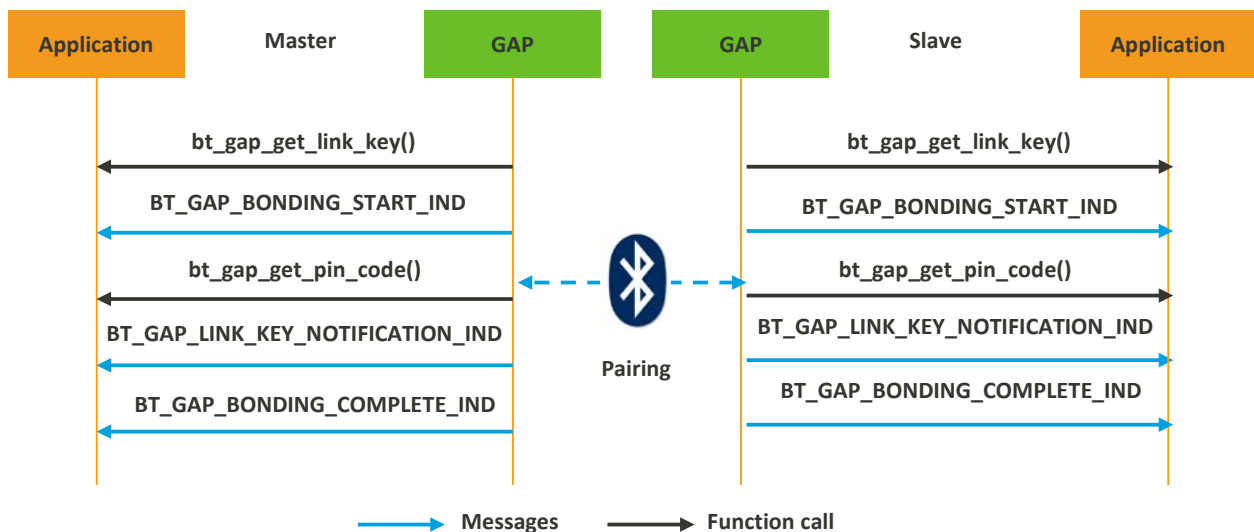 Application Master GAP GAP Slave Application
bt_gap_get_link_key() bt_gap_get_link_key()
BT_GAP_BONDING_START_IND BT_GAP_BONDING_START_IND
bt_gap_get_pin_code() bt_gap_get_pin_code()
BT_GAP_LINK_KEY_NOTIFICATION_IND BT_GAP_LINK_KEY_NOTIFICATION_IND
Pairing
BT_GAP_BONDING_COMPLETE_IND BT_GAP_BONDING_COMPLETE_IND
Messages Function call